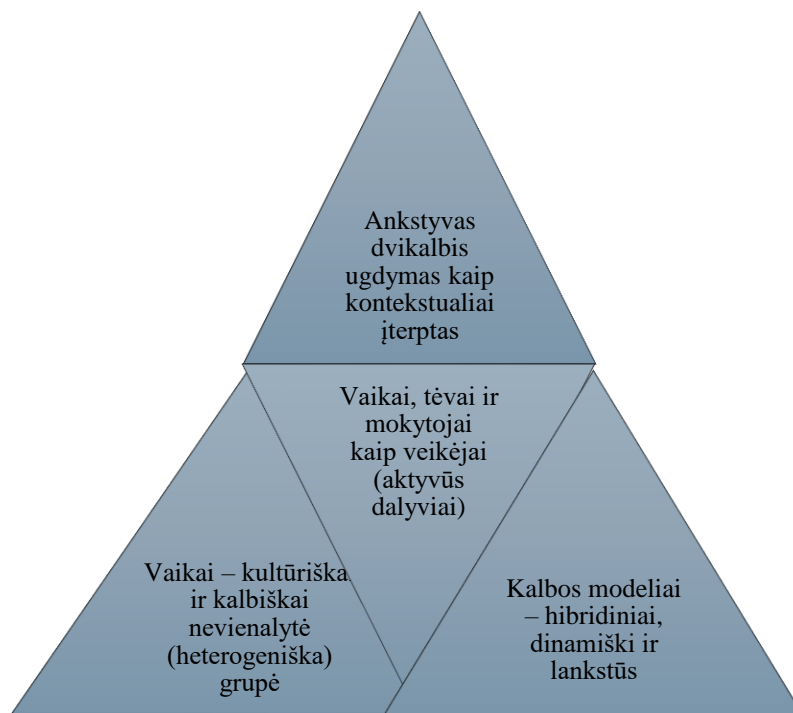 Ankstyvas
dvikalbis
ugdymas kaip
kontekstualiai
įterptas
Vaikai, tėvai ir
mokytojai
kaip veikėjai
(aktyvūs
dalyviai)
Vaikai – kultūriška
ir kalbiškai
nevienalytė
(heterogeniška)
grupė
Kalbos modeliai
– hibridiniai,
dinamiški ir
lankstūs